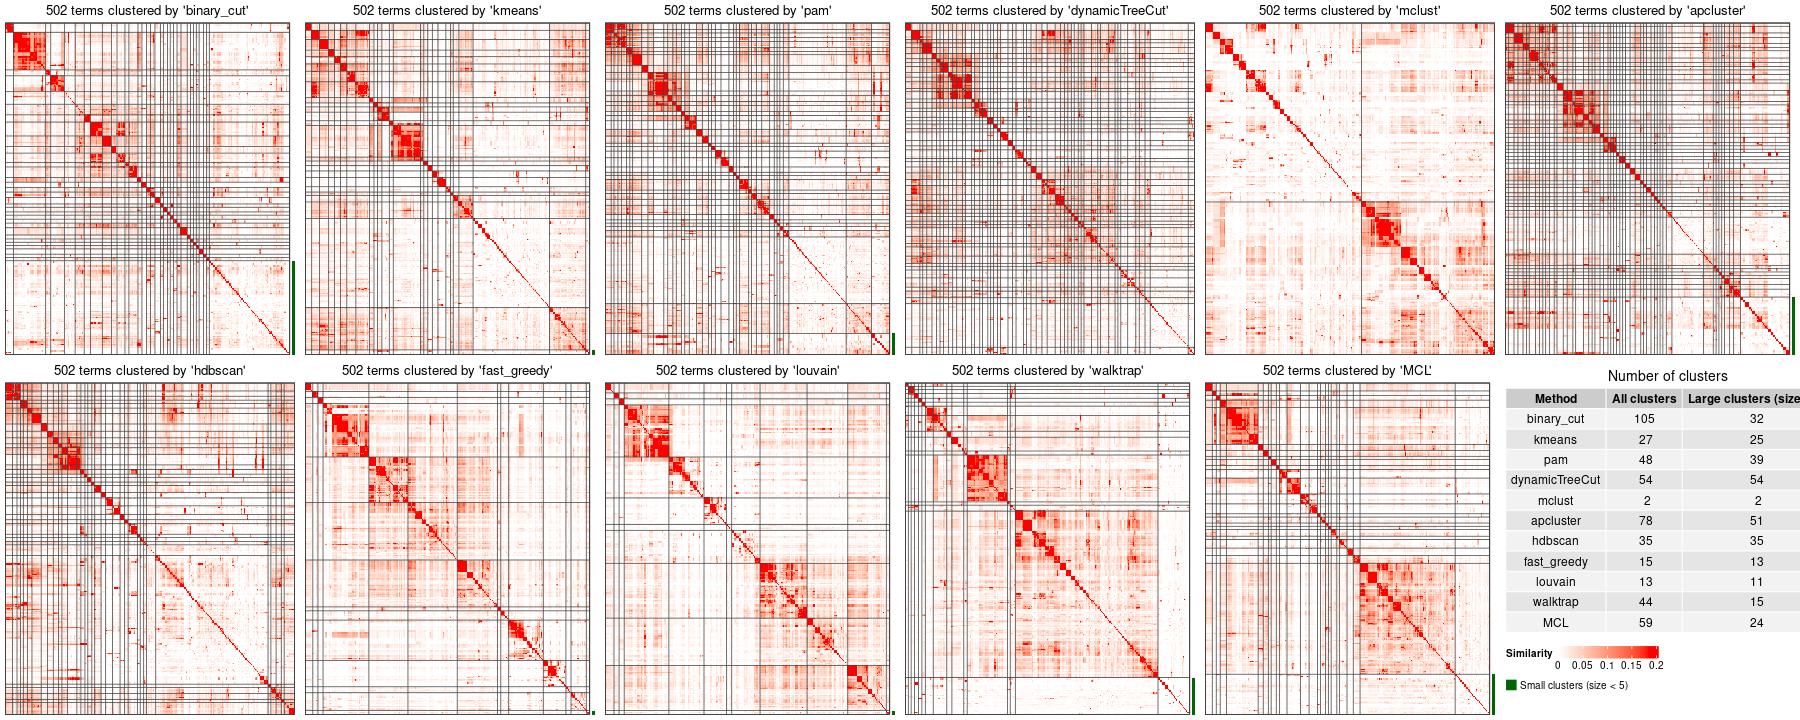 502 terms clustered by 'binary_cut'
502 terms clustered by 'kmeans'
502 terms clustered by 'pam'
502 terms clustered by 'dynamicTreeCut'
502 terms clustered by 'mclust'
502 terms clustered by 'apcluster'
502 terms clustered by 'hdbscan'
502 terms clustered by 'fast_greedy'
502 terms clustered by 'louvain'
502 terms clustered by 'walktrap'
502 terms clustered by 'MCL'
Number of clusters
Method All clusters Large clusters (size
binary_cut 105 32
kmeans 27 25
pam 48 39
dynamicTreeCut 54 54
mclust 2 2
apcluster 78 51
hdbscan 35 35
fast_greedy 15 13
louvain 13 11
walktrap 44 15
MCL 59 24
Similarity
0 0.05 0.1 0.15 0.2
Small clusters (size < 5)